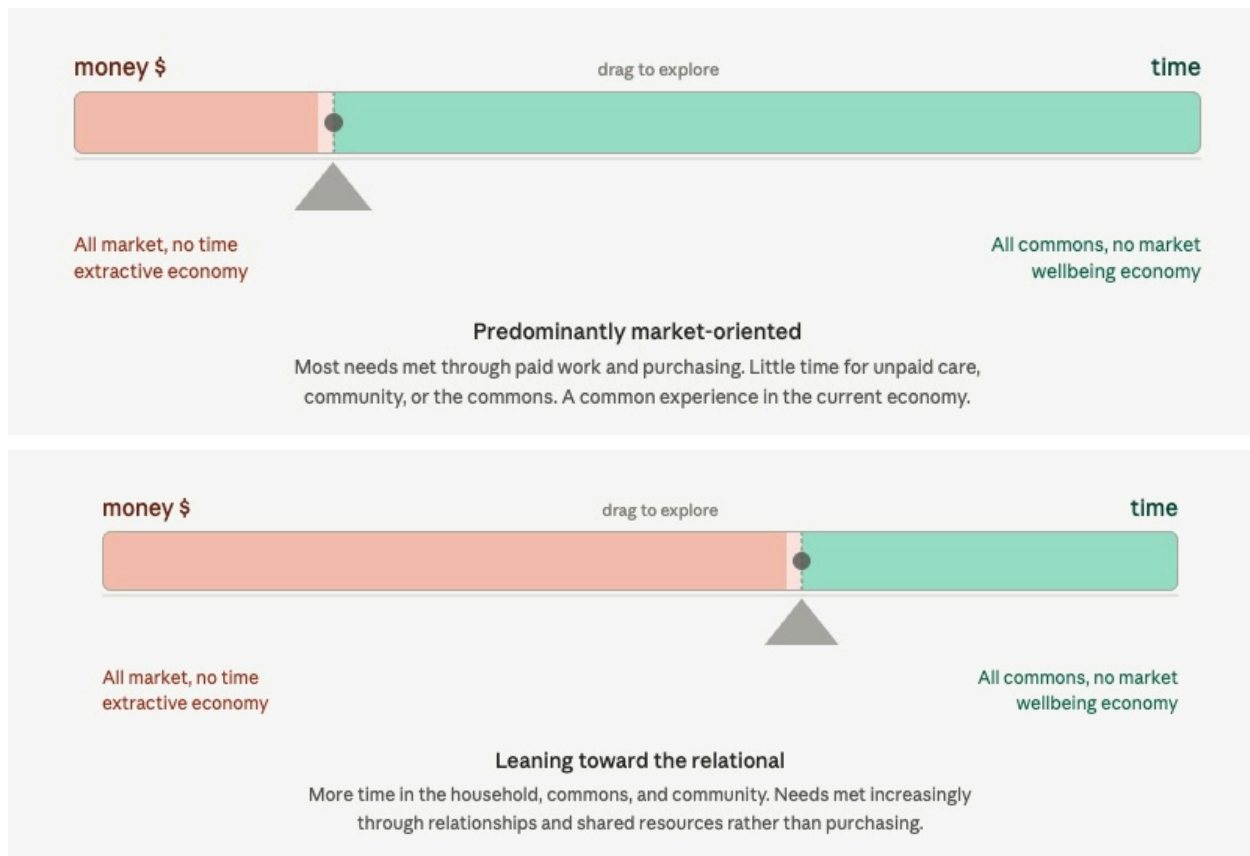 money $
drag to explore
time
All market, no time
extractive economy
All commons, no market
wellbeing economy
Predominantly market-oriented
Most needs met through paid work and purchasing. Little time for unpaid care,
community, or the commons. A common experience in the current economy.
money $
drag to explore
time
All market, no time
extractive economy
All commons, no market
wellbeing economy
Leaning toward the relational
More time in the household, commons, and community. Needs met increasingly
through relationships and shared resources rather than purchasing.